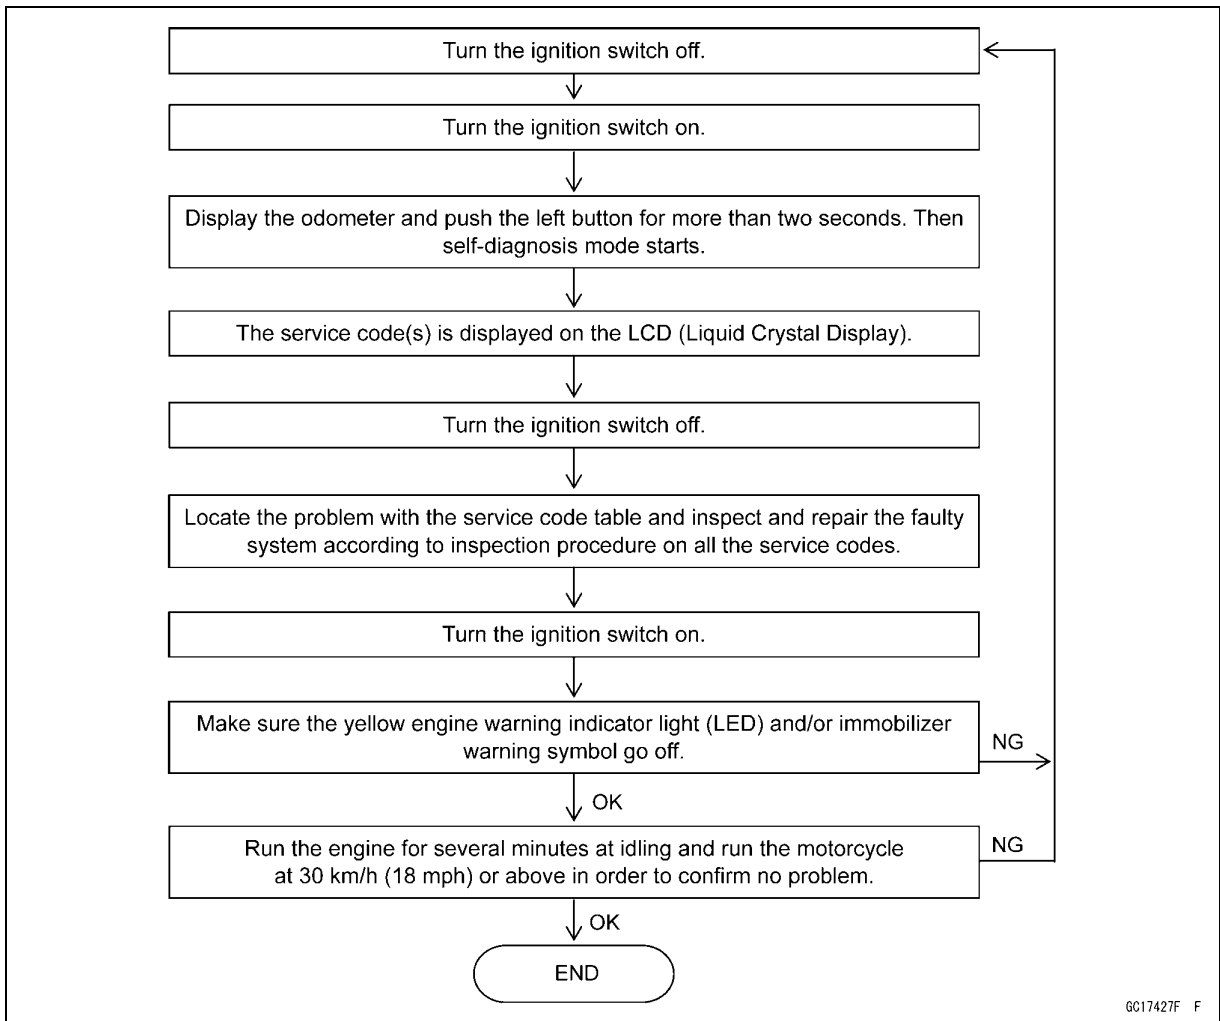 Turn the ignition switch off.
Turn the ignition switch on.
Display the odometer and push the left button for more than two seconds. Then
self-diagnosis mode starts.
The service code(s) is displayed on the LCD (Liquid Crystal Display).
Turn the ignition switch off.
Locate the problem with the service code table and inspect and repair the faulty
system according to inspection procedure on all the service codes.
Turn the ignition switch on.
Make sure the yellow engine warning indicator light (LED) and/or immobilizer
warning symbol go off.
NG
OK
Run the engine for several minutes at idling and run the motorcycle
at 30 km/h (18 mph) or above in order to confirm no problem.
NG
OK
END
GC17427F F